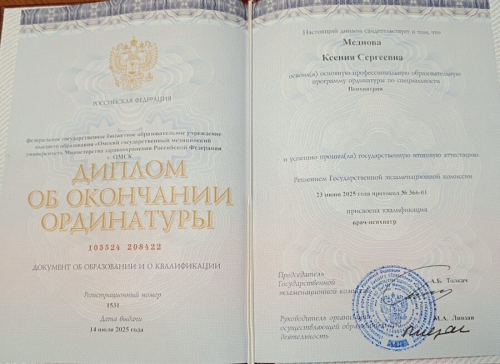 РОССИЙСКАЯ ФЕДЕРАЦИЯ
федеральное государственное бюджетное образовательное учреждение
высшего образования «Омский государственный медицинский
университет» Министерства здравоохранения Российской Федерации
г. ОМСК
ДИПЛОМ
ОБ ОКОНЧАНИИ
ОРДИНАТУРЫ
105524 208422
ДОКУМЕНТ ОБ ОБРАЗОВАНИИ И О КВАЛИФИКАЦИИ
Регистрационный номер
1531
Дата выдачи
14 июля 2025 года
Настоящий диплом свидетельствует о том, что
Меднова
Ксения Сергеевна
освоил(а) основную профессиональную образовательную
программу ординатуры по специальности
Психиатрия
и успешно прошел(ла) государственную итоговую аттестацию
Решением Государственной экзаменационной комиссии
23 июня 2025 года протокол № 366-01
присвоена квалификация
врач-психиатр
Председатель
Государственной
экзаменационной А.Б. Толкач
Руководитель М.А. Ливзан
осуществляющей
деятельность